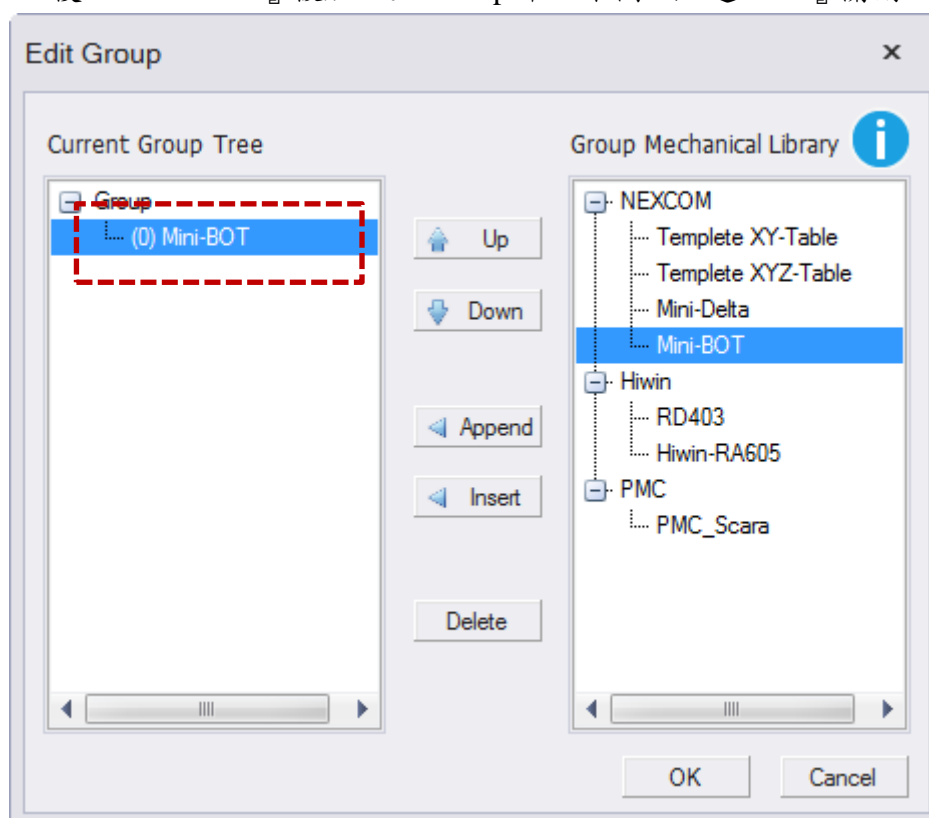 Edit Group
Current Group Tree
Group Mechanical Library
Group
(0) Mini-BOT
Up
Down
Append
Insert
Delete
NEXCOM
Templete XY-Table
Templete XYZ-Table
Mini-Delta
Mini-BOT
Hiwin
RD403
Hiwin-RA605
PMC
PMC_Scara
OK
Cancel